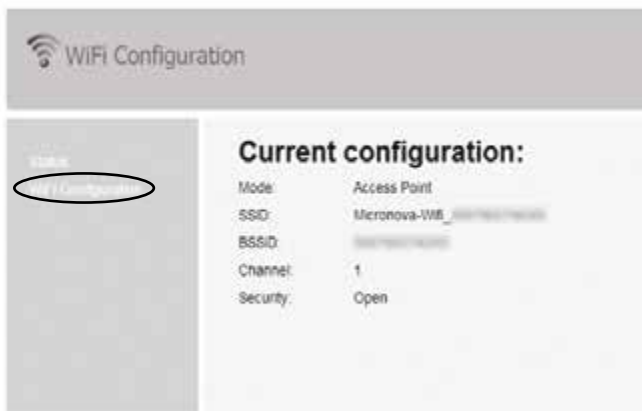 WiFi Configuration
Status
WiFi Configuration
Current configuration:
Mode: Access Point
SSID: Micronova-Wifi_
BSSID:
Channel: 1
Security: Open